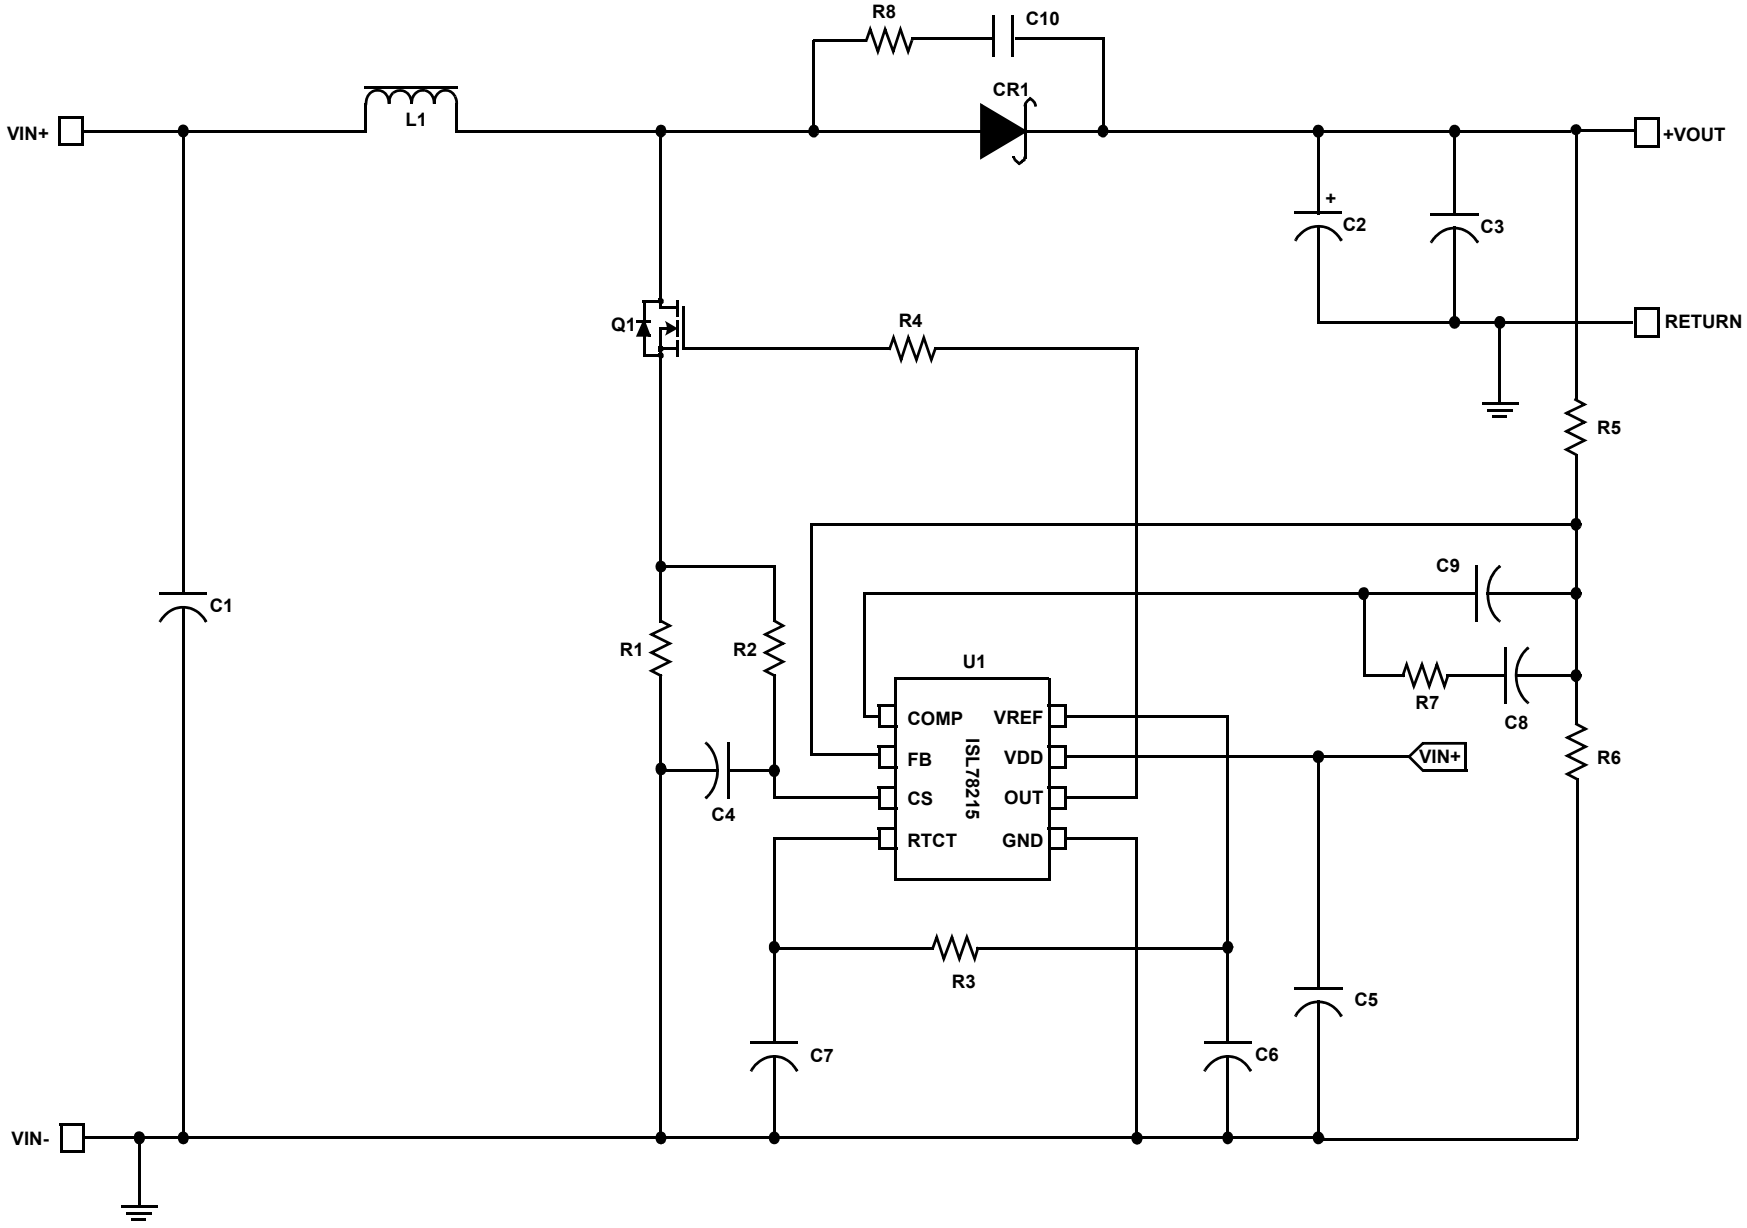 R8
C10
CR1
VIN+
L1
+VOUT
+
C2
C3
Q1
R4
RETURN
R5
C9
C1
R1
R2
U1
R7
C8
COMP
VREF
FB
VDD
VIN+
R6
CS
OUT
C4
RTCT
GND
ISL78215
R3
C5
C7
C6
VIN-